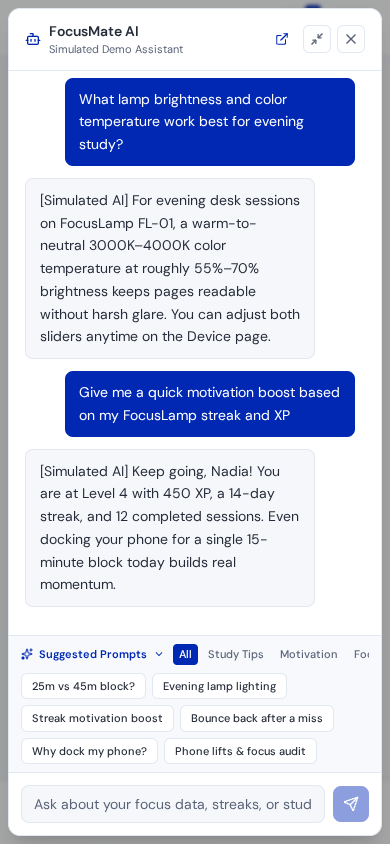 FocusMate AI
Simulated Demo Assistant
What lamp brightness and color
temperature work best for evening
study?
[Simulated AI] For evening desk sessions
on FocusLamp FL-01, a warm-to-
neutral 3000K–4000K color
temperature at roughly 55%–70%
brightness keeps pages readable
without harsh glare. You can adjust both
sliders anytime on the Device page.
Give me a quick motivation boost based
on my FocusLamp streak and XP
[Simulated AI] Keep going, Nadia! You
are at Level 4 with 450 XP, a 14-day
streak, and 12 completed sessions. Even
docking your phone for a single 15-
minute block today builds real
momentum.
Suggested Prompts All Study Tips Motivation
25m vs 45m block? Evening lamp lighting
Streak motivation boost Bounce back after a miss
Why dock my phone? Phone lifts & focus audit
Ask about your focus data, streaks, or stud